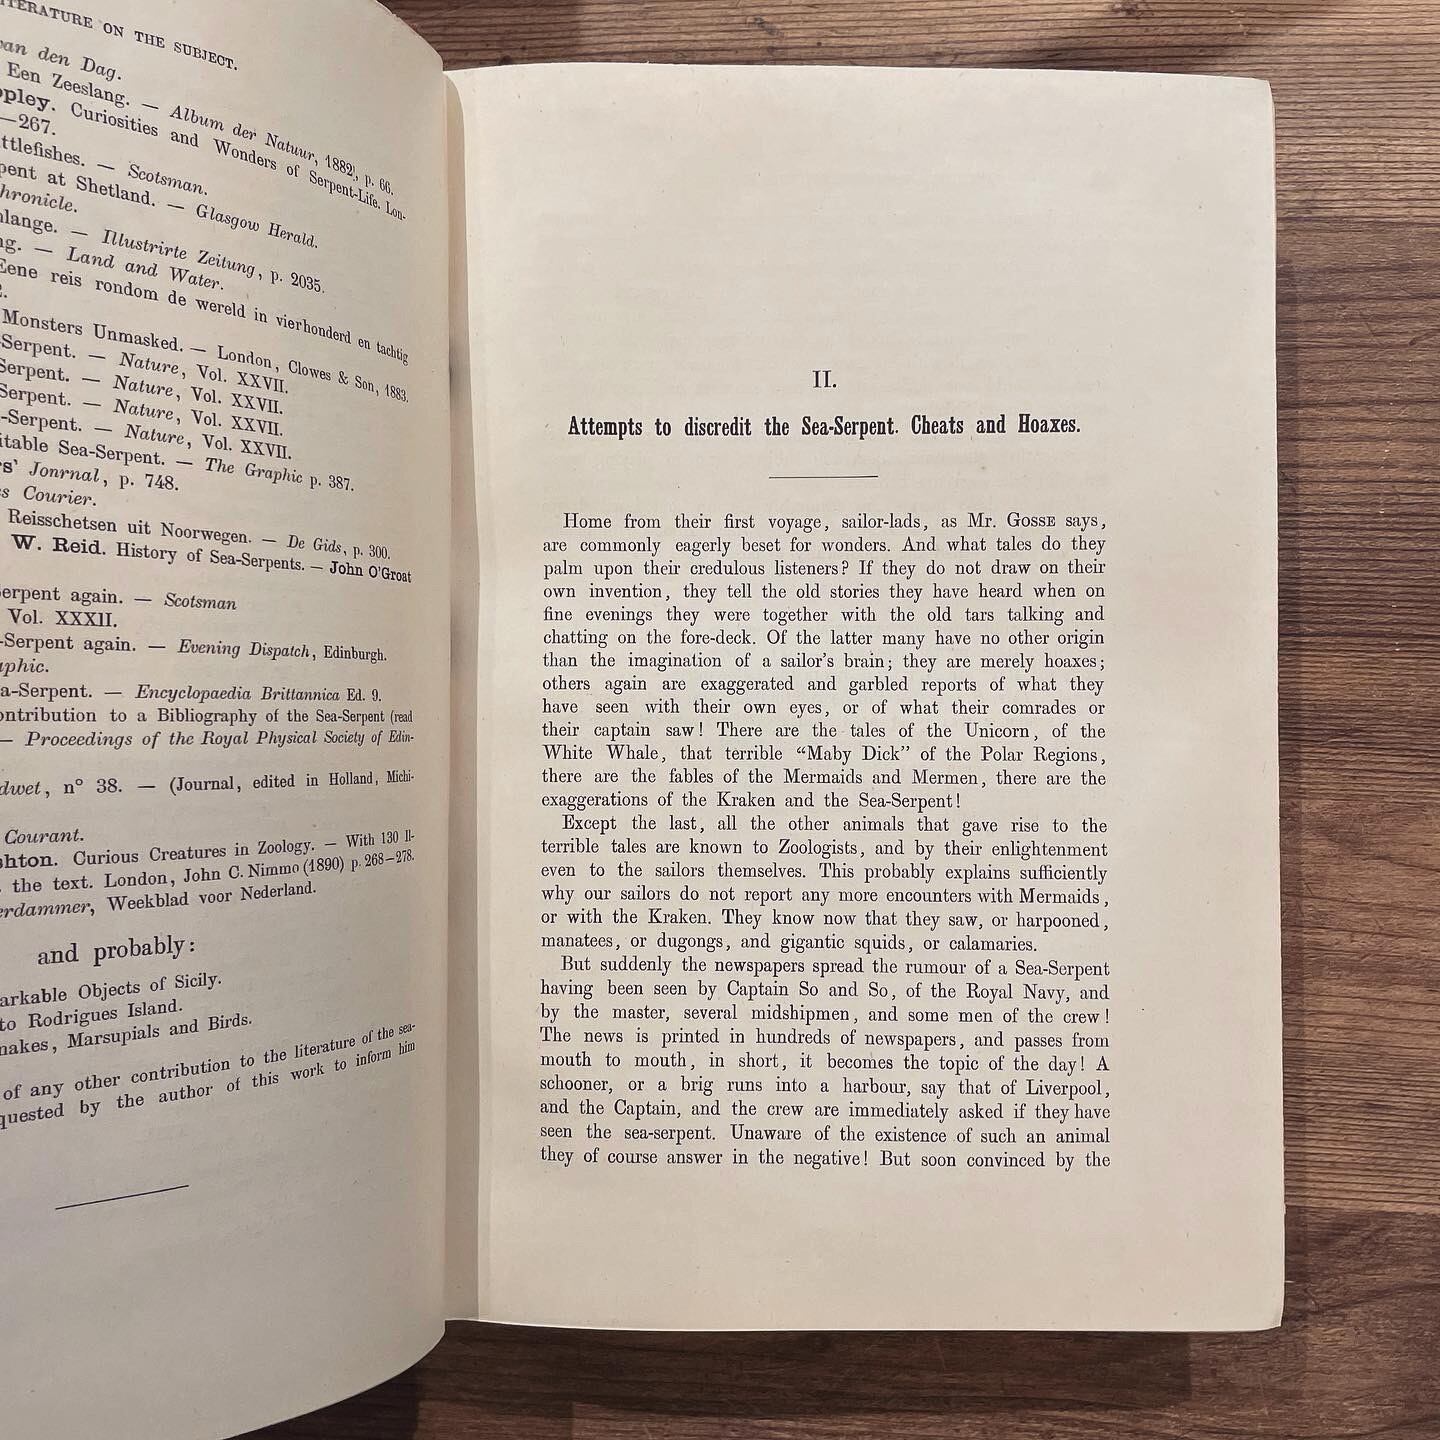 LITERATURE ON THE SUBJECT.
van den Dag.
Een Zeeslang. — Album der Natuur, 1882, p. 66.
Curiosities and Wonders of Serpent-Life. Lon-
—267.
ttlefishes. — Scotsman.
pent at Shetland. — Glasgow Herald.
hronicle.
lange. — Illustrirte Zeitung, p. 2035.
ng. — Land and Water.
Eene reis rondom de wereld in vierhonderd en tachtig
Monsters Unmasked. — London, Clowes & Son, 1883.
-Serpent. — Nature, Vol. XXVII.
Serpent. — Nature, Vol. XXVII.
Serpent. — Nature, Vol. XXVII.
-Serpent. — Nature, Vol. XXVII.
itable Sea-Serpent. — The Graphic p. 387.
rs' Jonrnal, p. 748.
s Courier.
Reisschetsen uit Noorwegen. — De Gids, p. 300.
W. Reid. History of Sea-Serpents. — John O'Groat
erpent again. — Scotsman
Vol. XXXII.
-Serpent again. — Evening Dispatch, Edinburgh.
aphic.
a-Serpent. — Encyclopaedia Brittannica Ed. 9.
ontribution to a Bibliography of the Sea-Serpent (read
— Proceedings of the Royal Physical Society of Edin-
dwet, n° 38. — (Journal, edited in Holland, Michi-
Courant.
shton. Curious Creatures in Zoology. — With 130 Il-
the text. London, John C. Nimmo (1890) p. 268—278.
erdammer, Weekblad voor Nederland.
and probably:
arkable Objects of Sicily.
to Rodrigues Island.
nakes, Marsupials and Birds.
of any other contribution to the literature of the sea-
quested by the author of this work to inform him
II.
Attempts to discredit the Sea-Serpent. Cheats and Hoaxes.
Home from their first voyage, sailor-lads, as Mr. GOSSE says,
are commonly eagerly beset for wonders. And what tales do they
palm upon their credulous listeners? If they do not draw on their
own invention, they tell the old stories they have heard when on
fine evenings they were together with the old tars talking and
chatting on the fore-deck. Of the latter many have no other origin
than the imagination of a sailor's brain; they are merely hoaxes;
others again are exaggerated and garbled reports of what they
have seen with their own eyes, or of what their comrades or
their captain saw! There are the tales of the Unicorn, of the
White Whale, that terrible “Maby Dick” of the Polar Regions,
there are the fables of the Mermaids and Mermen, there are the
exaggerations of the Kraken and the Sea-Serpent!
Except the last, all the other animals that gave rise to the
terrible tales are known to Zoologists, and by their enlightenment
even to the sailors themselves. This probably explains sufficiently
why our sailors do not report any more encounters with Mermaids,
or with the Kraken. They know now that they saw, or harpooned,
manatees, or dugongs, and gigantic squids, or calamaries.
But suddenly the newspapers spread the rumour of a Sea-Serpent
having been seen by Captain So and So, of the Royal Navy, and
by the master, several midshipmen, and some men of the crew!
The news is printed in hundreds of newspapers, and passes from
mouth to mouth, in short, it becomes the topic of the day! A
schooner, or a brig runs into a harbour, say that of Liverpool,
and the Captain, and the crew are immediately asked if they have
seen the sea-serpent. Unaware of the existence of such an animal
they of course answer in the negative! But soon convinced by the